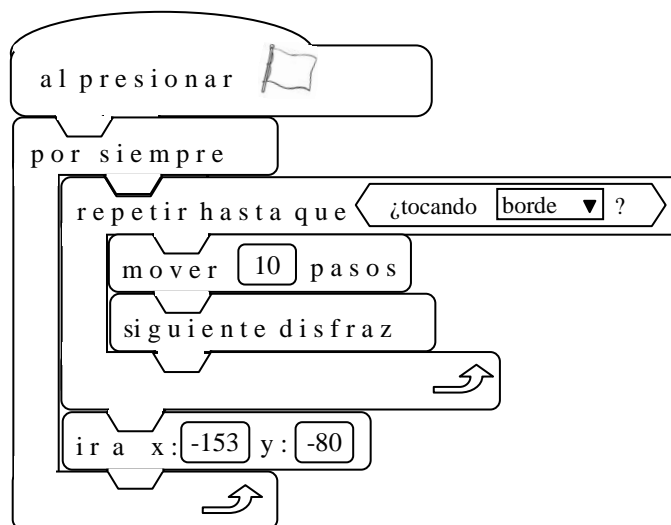 al presionar
por siempre
repetir hasta que ¿tocando borde ▼ ?
mover 10 pasos
siguiente disfraz
ir a x: -153 y: -80